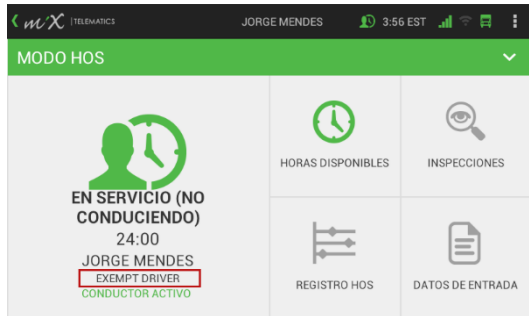 miX TELEMATICS JORGE MENDES 3:56 EST
MODO HOS
EN SERVICIO (NO
CONDUCIENDO)
24:00
JORGE MENDES
EXEMPT DRIVER
CONDUCTOR ACTIVO
HORAS DISPONIBLES
INSPECCIONES
REGISTRO HOS
DATOS DE ENTRADA